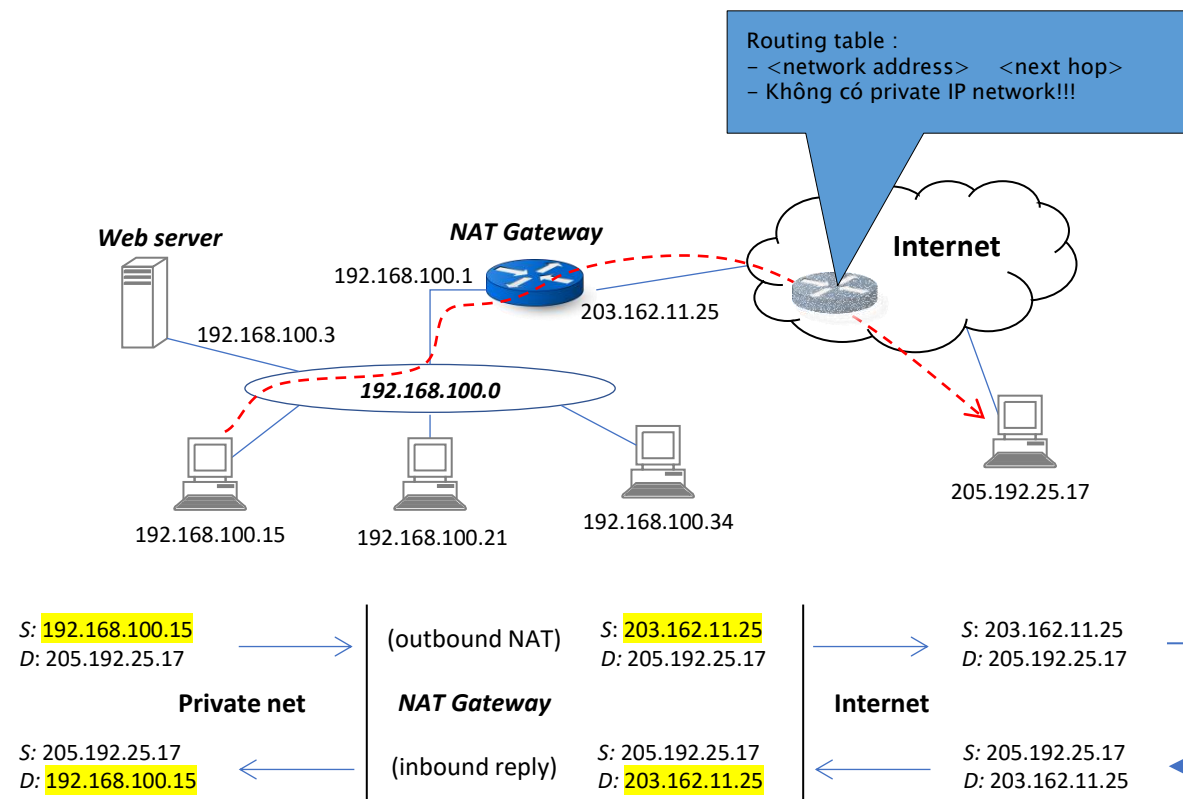 Routing table :
– <network address> <next hop>
– Không có private IP network!!!
Web server
NAT Gateway
Internet
192.168.100.1
203.162.11.25
192.168.100.3
192.168.100.0
192.168.100.15
192.168.100.21
192.168.100.34
205.192.25.17
S: 192.168.100.15
D: 205.192.25.17
(outbound NAT)
S: 203.162.11.25
D: 205.192.25.17
S: 203.162.11.25
D: 205.192.25.17
Private net
NAT Gateway
Internet
S: 205.192.25.17
D: 192.168.100.15
(inbound reply)
S: 205.192.25.17
D: 203.162.11.25
S: 205.192.25.17
D: 203.162.11.25